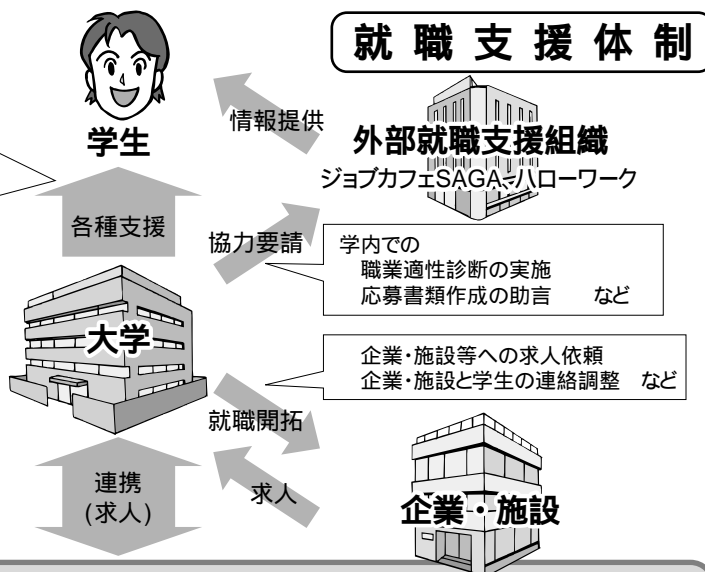 就職支援体制
情報提供
学生
外部就職支援組織
ジョブカフェSAGA、ハローワーク
各種支援
協力要請
学内での
職業適性診断の実施
応募書類作成の助言　など
大学
企業・施設等への求人依頼
企業・施設と学生の連絡調整　など
就職開拓
連携
(求人)
求人
企業・施設